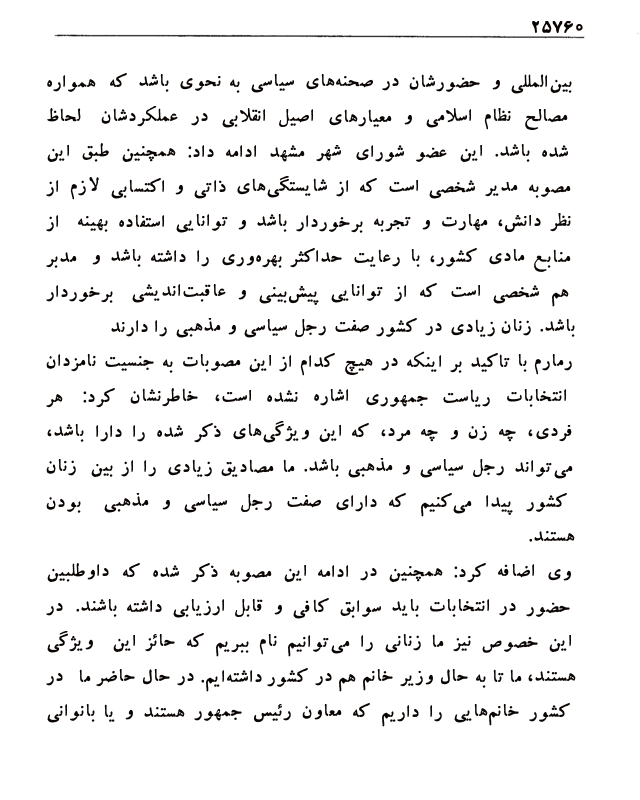 ۲۵۷۶۰
بین‌المللی و حضورشان در صحنه‌های سیاسی به نحوی باشد که همواره
مصالح نظام اسلامی و معیارهای اصیل انقلابی در عملکردشان لحاظ
شده باشد. این عضو شورای شهر مشهد ادامه داد: همچنین طبق این
مصوبه مدیر شخصی است که از شایستگی‌های ذاتی و اکتسابی لازم از
نظر دانش، مهارت و تجربه برخوردار باشد و توانایی استفاده بهینه از
منابع مادی کشور، با رعایت حداکثر بهره‌وری را داشته باشد و مدبر
هم شخصی است که از توانایی پیش‌بینی و عاقبت‌اندیشی برخوردار
باشد. زنان زیادی در کشور صفت رجل سیاسی و مذهبی را دارند
رمارم با تاکید بر اینکه در هیچ کدام از این مصوبات به جنسیت نامزدان
انتخابات ریاست جمهوری اشاره نشده است، خاطرنشان کرد: هر
فردی، چه زن و چه مرد، که این ویژگی‌های ذکر شده را دارا باشد،
می‌تواند رجل سیاسی و مذهبی باشد. ما مصادیق زیادی را از بین زنان
کشور پیدا می‌کنیم که دارای صفت رجل سیاسی و مذهبی بودن
هستند.
وی اضافه کرد: همچنین در ادامه این مصوبه ذکر شده که داوطلبین
حضور در انتخابات باید سوابق کافی و قابل ارزیابی داشته باشند. در
این خصوص نیز ما زنانی را می‌توانیم نام ببریم که حائز این ویژگی
هستند، ما تا به حال وزیر خانم هم در کشور داشته‌ایم. در حال حاضر ما در
کشور خانم‌هایی را داریم که معاون رئیس جمهور هستند و یا بانوانی